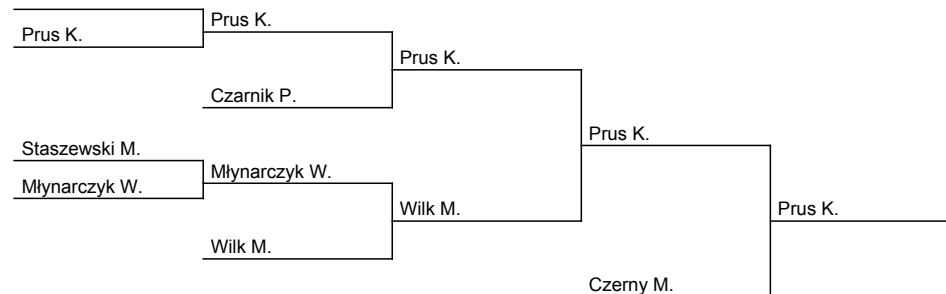 Prus K.
Prus K.
Prus K.
Czarnik P.
Prus K.
Staszewski M.
Młynarczyk W.
Młynarczyk W.
Prus K.
Wilk M.
Wilk M.
Czerny M.